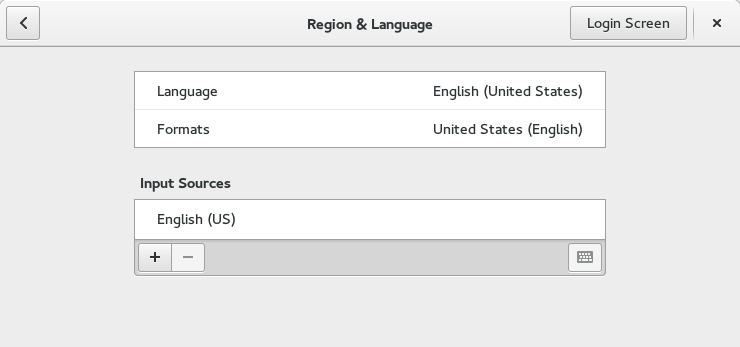 Region & Language
Login Screen
Language English (United States)
Formats United States (English)
Input Sources
English (US)